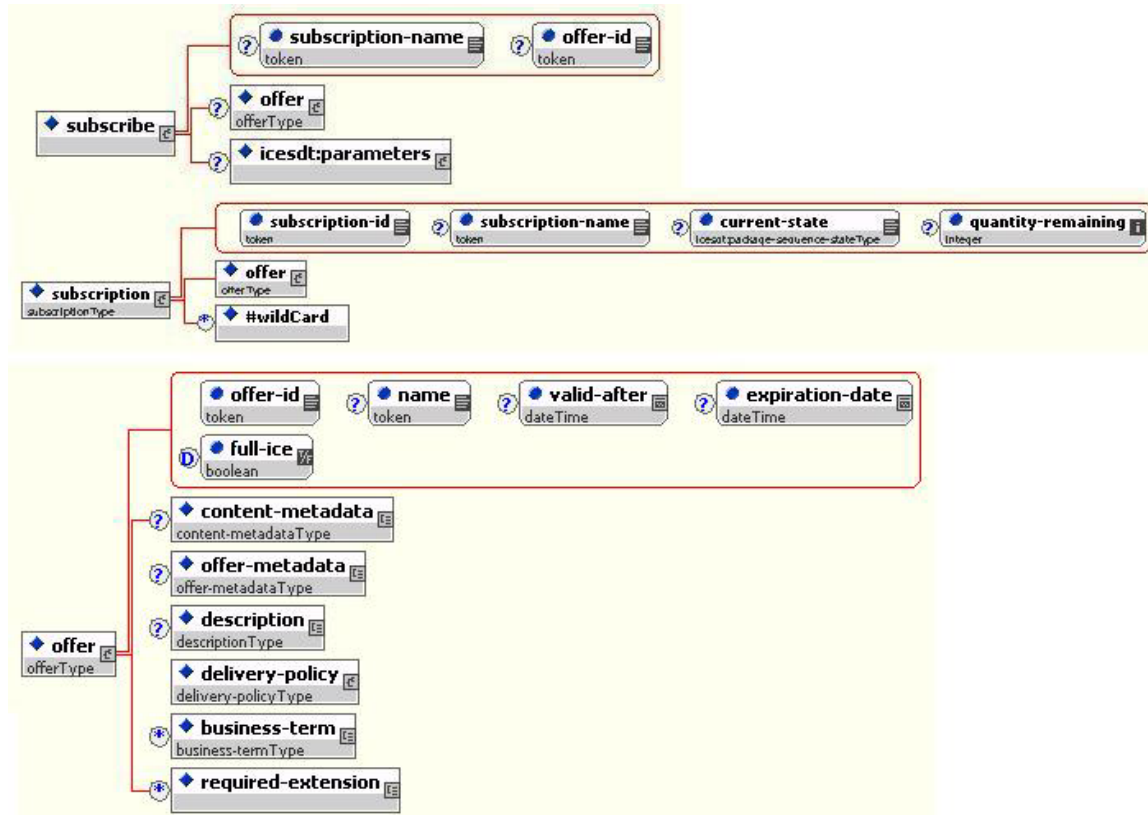 ? subscription-name ? offer-id
token token
? offer
offerType
subscribe
? icesdt:parameters
subscription-id ? subscription-name ? current-state ? quantity-remaining
token token icesdt:package-sequence-stateType integer
offer
offerType
subscription
subscriptionType
* #wildCard
offer-id ? name ? valid-after ? expiration-date
token token dateTime dateTime
D full-ice
boolean
? content-metadata
content-metadataType
? offer-metadata
offer-metadataType
? description
descriptionType
offer
offerType
delivery-policy
delivery-policyType
* business-term
business-termType
* required-extension